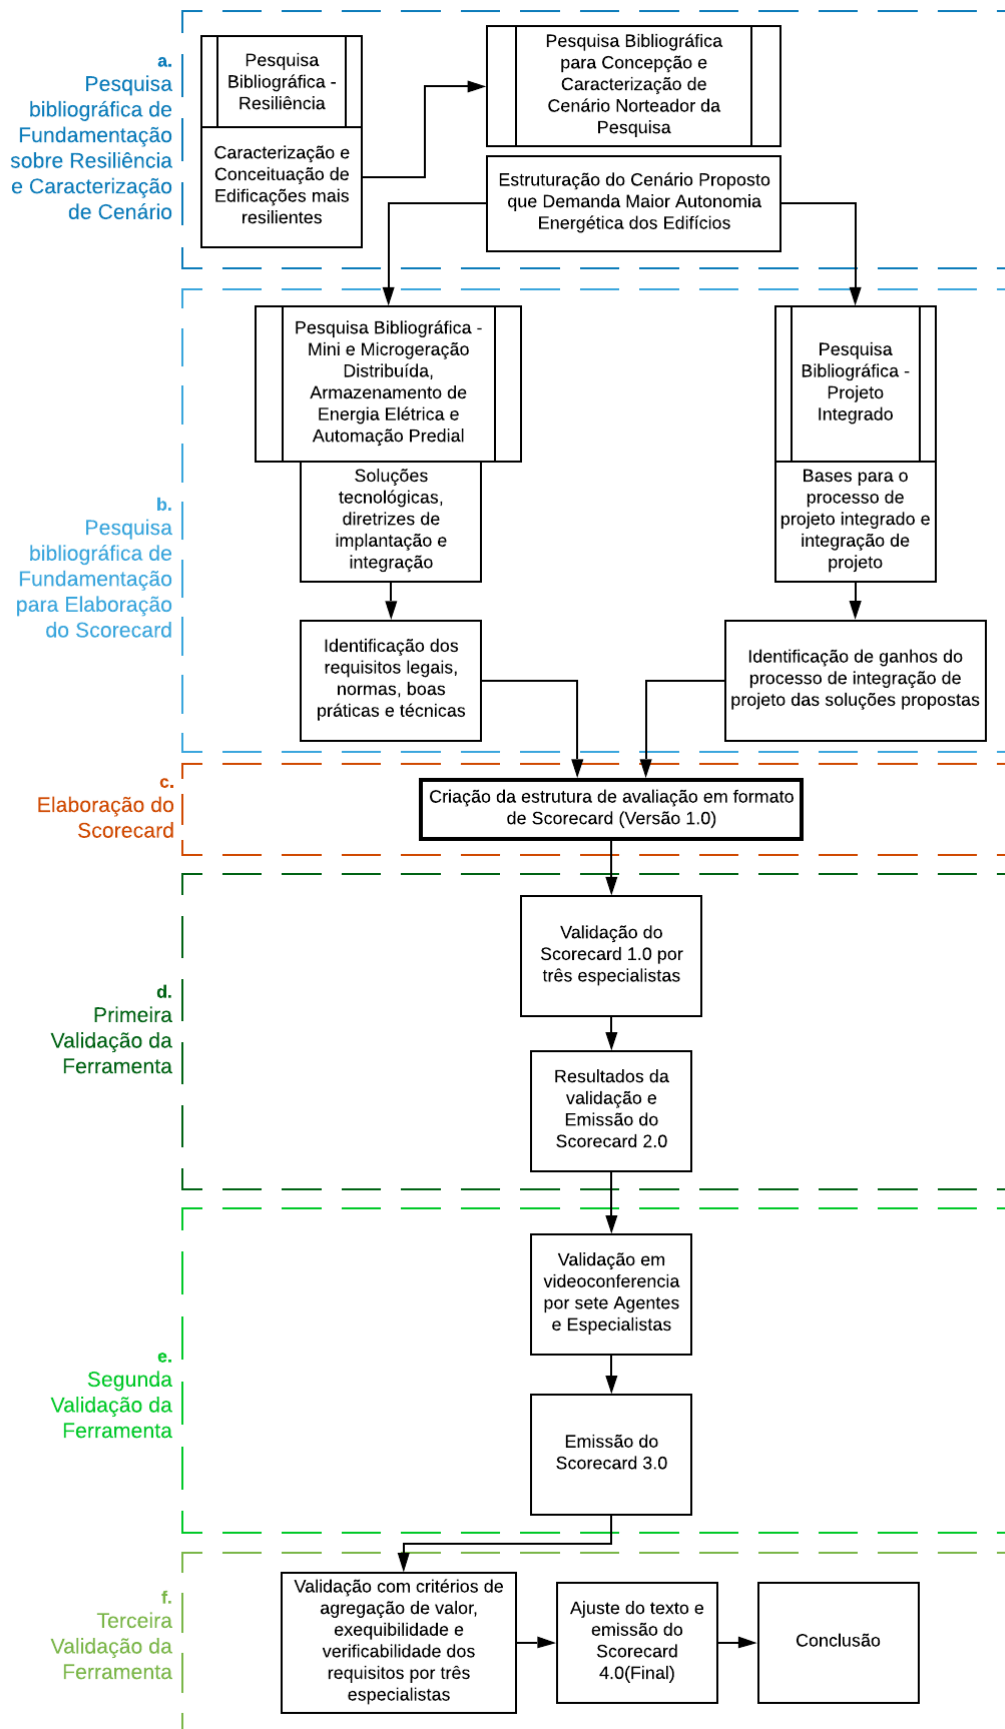 a.
Pesquisa
bibliográfica de
Fundamentação
sobre Resiliência
e Caracterização
de Cenário
Pesquisa
Bibliográfica -
Resiliência
Caracterização e
Conceituação de
Edificações mais
resilientes
Pesquisa Bibliográfica
para Concepção e
Caracterização de
Cenário Norteador da
Pesquisa
Estruturação do Cenário Proposto
que Demanda Maior Autonomia
Energética dos Edifícios
b.
Pesquisa
bibliográfica de
Fundamentação
para Elaboração
do Scorecard
Pesquisa Bibliográfica -
Mini e Microgeração
Distribuída,
Armazenamento de
Energia Elétrica e
Automação Predial
Soluções
tecnológicas,
diretrizes de
implantação e
integração
Identificação dos
requisitos legais,
normas, boas
práticas e técnicas
Pesquisa
Bibliográfica -
Projeto
Integrado
Bases para o
processo de
projeto integrado e
integração de
projeto
Identificação de ganhos do
processo de integração de
projeto das soluções propostas
c.
Elaboração do
Scorecard
Criação da estrutura de avaliação em formato
de Scorecard (Versão 1.0)
d.
Primeira
Validação da
Ferramenta
Validação do
Scorecard 1.0 por
três especialistas
Resultados da
validação e
Emissão do
Scorecard 2.0
e.
Segunda
Validação da
Ferramenta
Validação em
videoconferencia
por sete Agentes
e Especialistas
Emissão do
Scorecard 3.0
f.
Terceira
Validação da
Ferramenta
Validação com critérios de
agregação de valor,
exequibilidade e
verificabilidade dos
requisitos por três
especialistas
Ajuste do texto e
emissão do
Scorecard
4.0(Final)
Conclusão